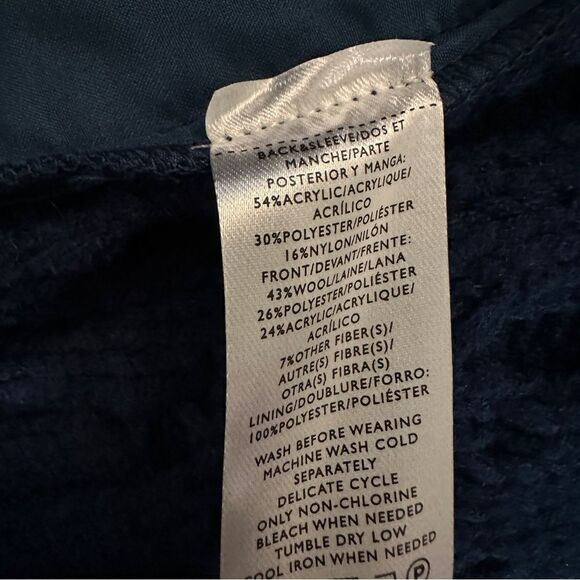 BACK&SLEEVE/DOS ET
MANCHE/PARTE
POSTERIOR Y MANGA:
54%ACRYLIC/ACRYLIQUE/
ACRÍLICO
30%POLYESTER/POLIÉSTER
16%NYLON/NILÓN
FRONT/DEVANT/FRENTE:
43%WOOL/LAINE/LANA
26%POLYESTER/POLIÉSTER
24%ACRYLIC/ACRYLIQUE/
ACRÍLICO
7%OTHER FIBER(S)/
AUTRE(S) FIBRE(S)/
OTRA(S) FIBRA(S)
LINING/DOUBLURE/FORRO:
100%POLYESTER/POLIÉSTER
WASH BEFORE WEARING
MACHINE WASH COLD
SEPARATELY
DELICATE CYCLE
ONLY NON-CHLORINE
BLEACH WHEN NEEDED
TUMBLE DRY LOW
COOL IRON WHEN NEEDED
P